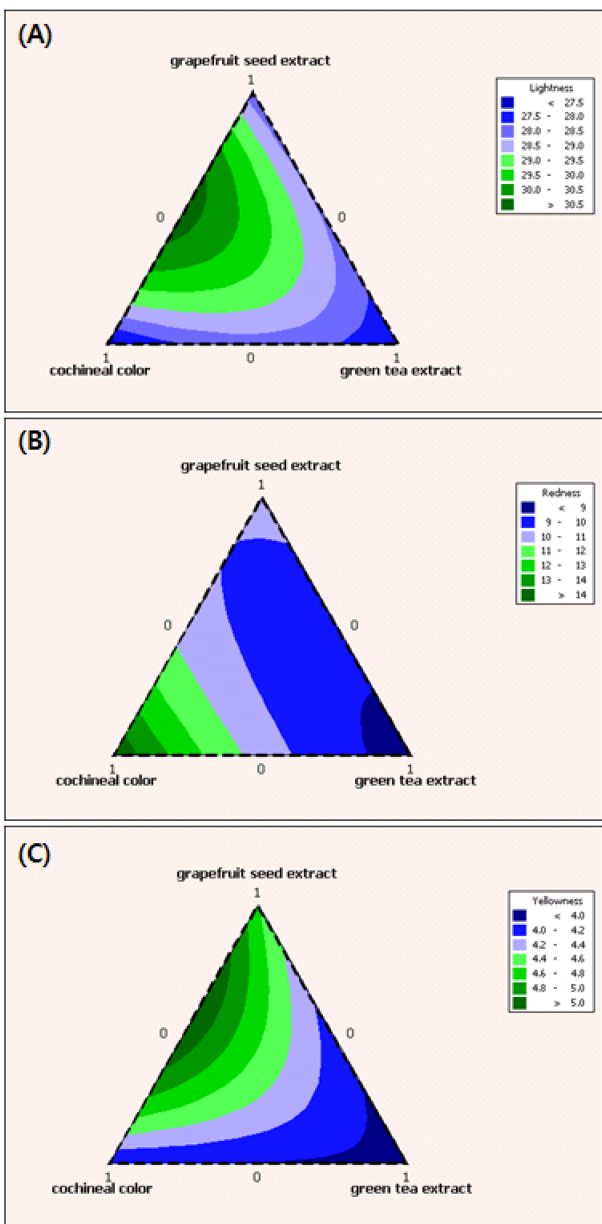 (A)
grapefruit seed extract
1
Lightness
< 27.5
27.5 - 28.0
28.0 - 28.5
28.5 - 29.0
29.0 - 29.5
29.5 - 30.0
30.0 - 30.5
> 30.5
0 0
1 0 1
cochineal color green tea extract
(B)
grapefruit seed extract
1
Redness
< 9
9 - 10
10 - 11
11 - 12
12 - 13
13 - 14
> 14
0 0
1 0 1
cochineal color green tea extract
(C)
grapefruit seed extract
1
Yellowness
< 4.0
4.0 - 4.2
4.2 - 4.4
4.4 - 4.6
4.6 - 4.8
4.8 - 5.0
> 5.0
0 0
1 0 1
cochineal color green tea extract